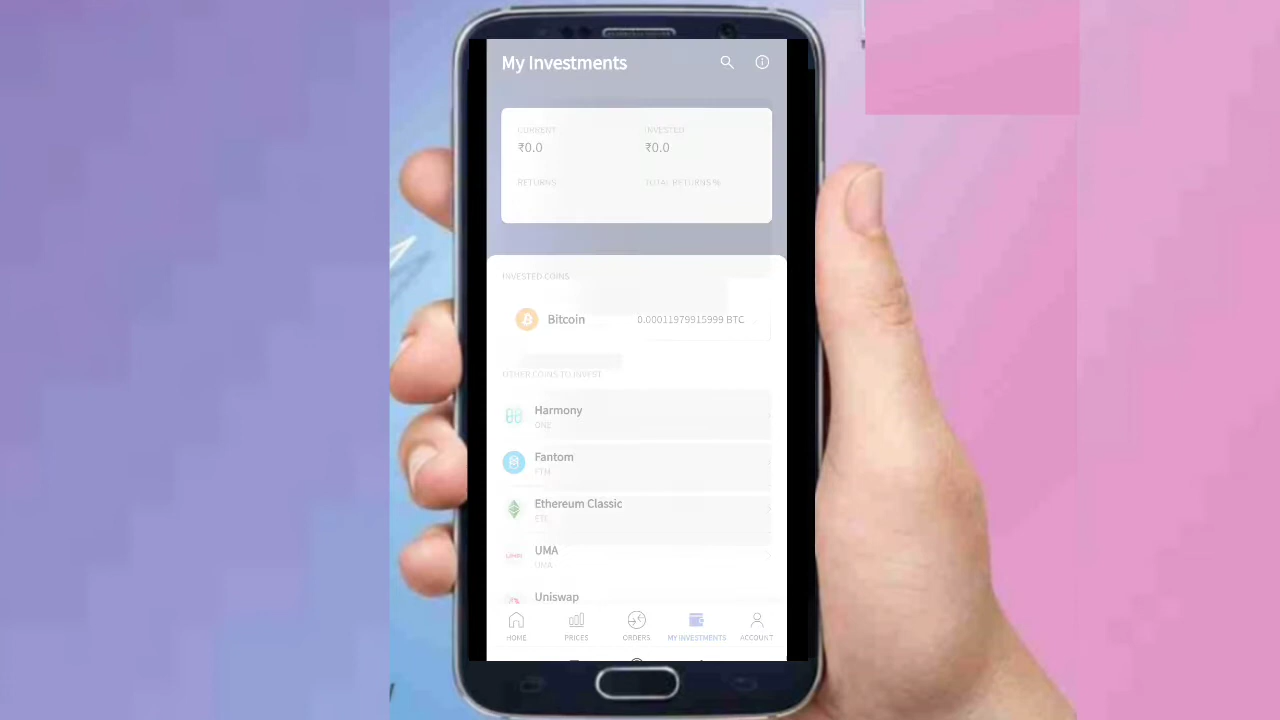 My Investments
CURRENT INVESTED
₹0.0 ₹0.0
RETURNS TOTAL RETURNS %
INVESTED COINS
Bitcoin 0.00011979915999 BTC
OTHER COINS TO INVEST
Harmony
ONE
Fantom
FTM
Ethereum Classic
ETC
UMA
UMA
Uniswap
HOME PRICES ORDERS MY INVESTMENTS ACCOUNT